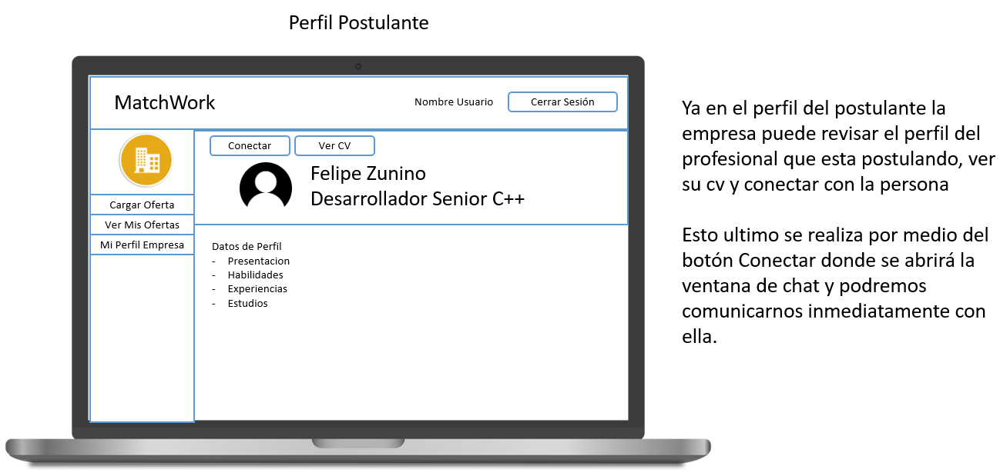 Perfil Postulante
MatchWork
Nombre Usuario
Cerrar Sesión
Conectar
Ver CV
Felipe Zunino
Desarrollador Senior C++
Cargar Oferta
Ver Mis Ofertas
Mi Perfil Empresa
Datos de Perfil
- Presentacion
- Habilidades
- Experiencias
- Estudios
Ya en el perfil del postulante la
empresa puede revisar el perfil del
profesional que esta postulando, ver
su cv y conectar con la persona
Esto ultimo se realiza por medio del
botón Conectar donde se abrirá la
ventana de chat y podremos
comunicarnos inmediatamente con
ella.